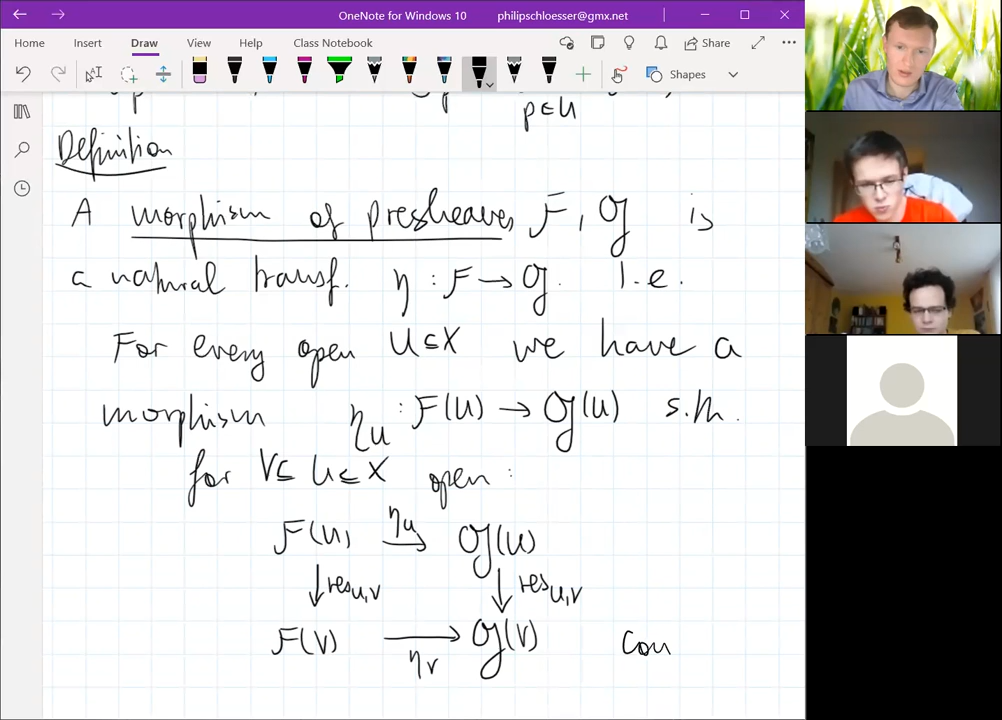 OneNote for Windows 10
philipschloesser@gmx.net
Home Insert Draw View Help Class Notebook
Share
Shapes
p∈U
Definition
A morphism of presheaves F, G is
a natural transf. η : F → G. I.e.
For every open U ⊆ X we have a
morphism η_U : F(U) → G(U) s.th.
for V ⊆ U ⊆ X open :
F(U) η_U → G(U)
↓ res_U,V ↓ res_U,V
F(V) → η_V G(V) com